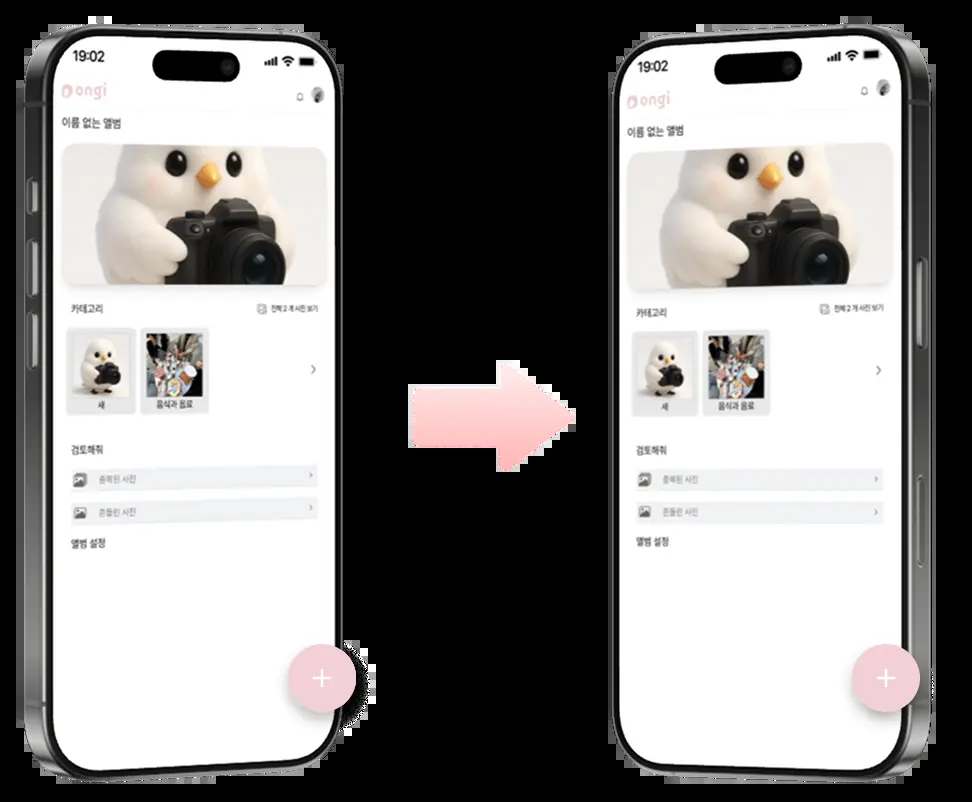 19:02
ongi
이름 없는 앨범
카테고리
전체 2 개 사진 보기
새
음식과 음료
검토해줘
중복된 사진
흔들린 사진
앨범 설정
19:02
ongi
이름 없는 앨범
카테고리
전체 2 개 사진 보기
새
음식과 음료
검토해줘
중복된 사진
흔들린 사진
앨범 설정